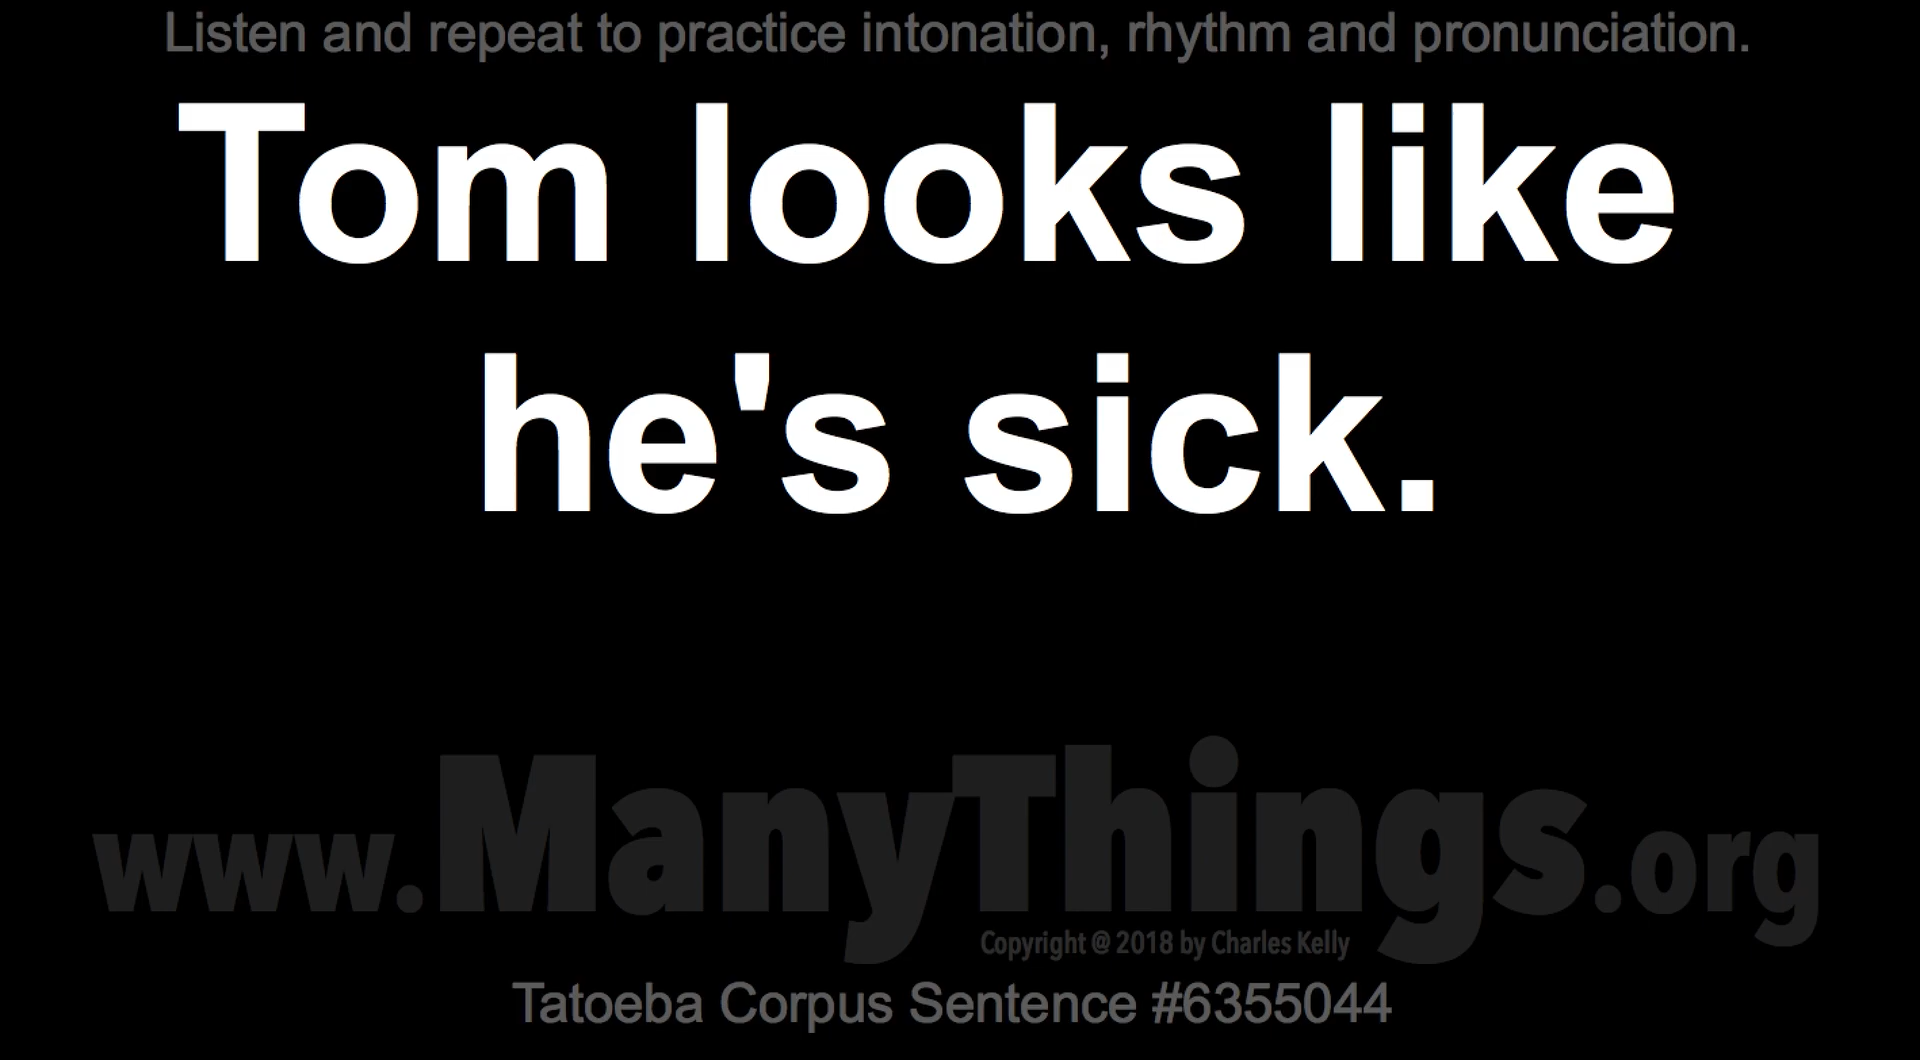 Listen and repeat to practice intonation, rhythm and pronunciation.
Tom looks like
he's sick.
www.ManyThings.org
Copyright @ 2018 by Charles Kelly
Tatoeba Corpus Sentence #6355044